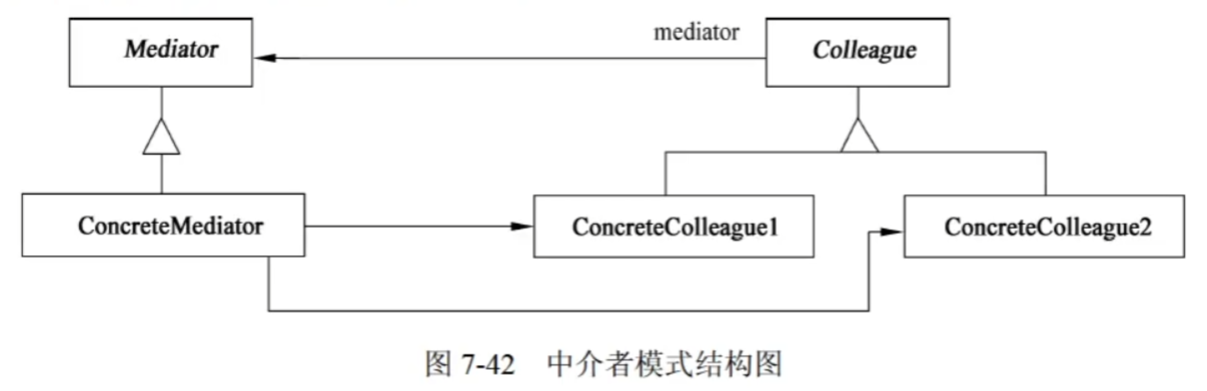 Mediator
mediator
Colleague
ConcreteMediator
ConcreteColleague1
ConcreteColleague2
图 7-42 中介者模式结构图